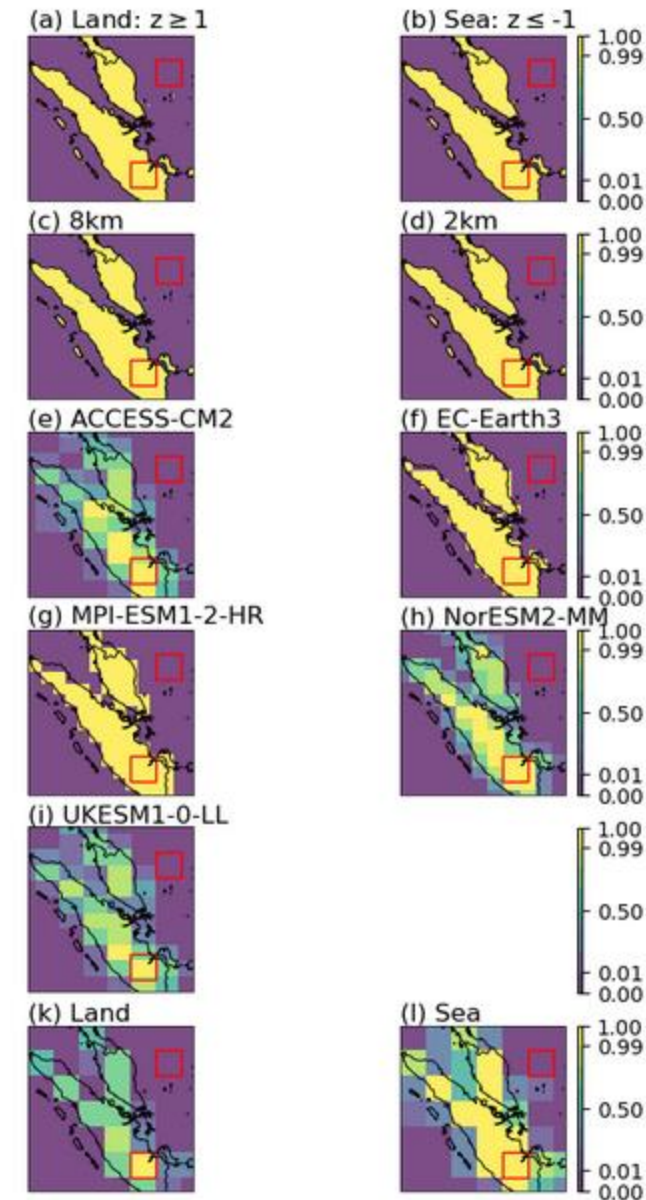 (a) Land: z ≥ 1
(b) Sea: z ≤ -1
1.00
0.99
0.50
0.01
0.00
(c) 8km
(d) 2km
1.00
0.99
0.50
0.01
0.00
(e) ACCESS-CM2
(f) EC-Earth3
1.00
0.99
0.50
0.01
0.00
(g) MPI-ESM1-2-HR
(h) NorESM2-MM
1.00
0.99
0.50
0.01
0.00
(i) UKESM1-0-LL
1.00
0.99
0.50
0.01
0.00
(k) Land
(l) Sea
1.00
0.99
0.50
0.01
0.00